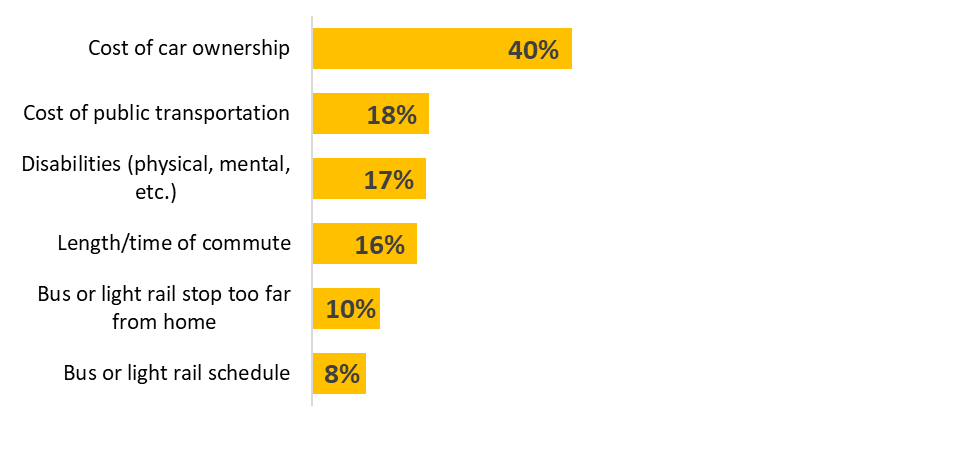 Cost of car ownership
40%
Cost of public transportation
18%
Disabilities (physical, mental,
etc.)
17%
Length/time of commute
16%
Bus or light rail stop too far
from home
10%
Bus or light rail schedule
8%